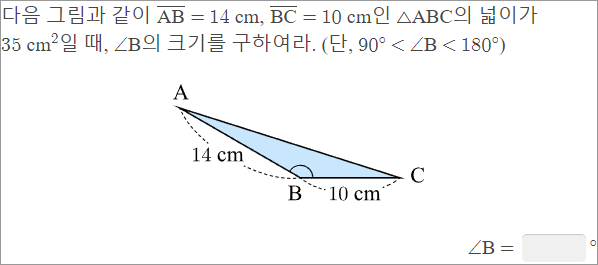 다음 그림과 같이 $\overline{AB}$ = 14 cm, $\overline{BC}$ = 10 cm인 △ABC의 넓이가
35 cm²일 때, ∠B의 크기를 구하여라. (단, 90° < ∠B < 180°)
A
14 cm
C
B
10 cm
∠B = °